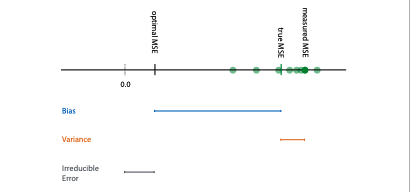 optimal MSE
true MSE
measured MSE
0.0
Bias
Variance
Irreducible
Error